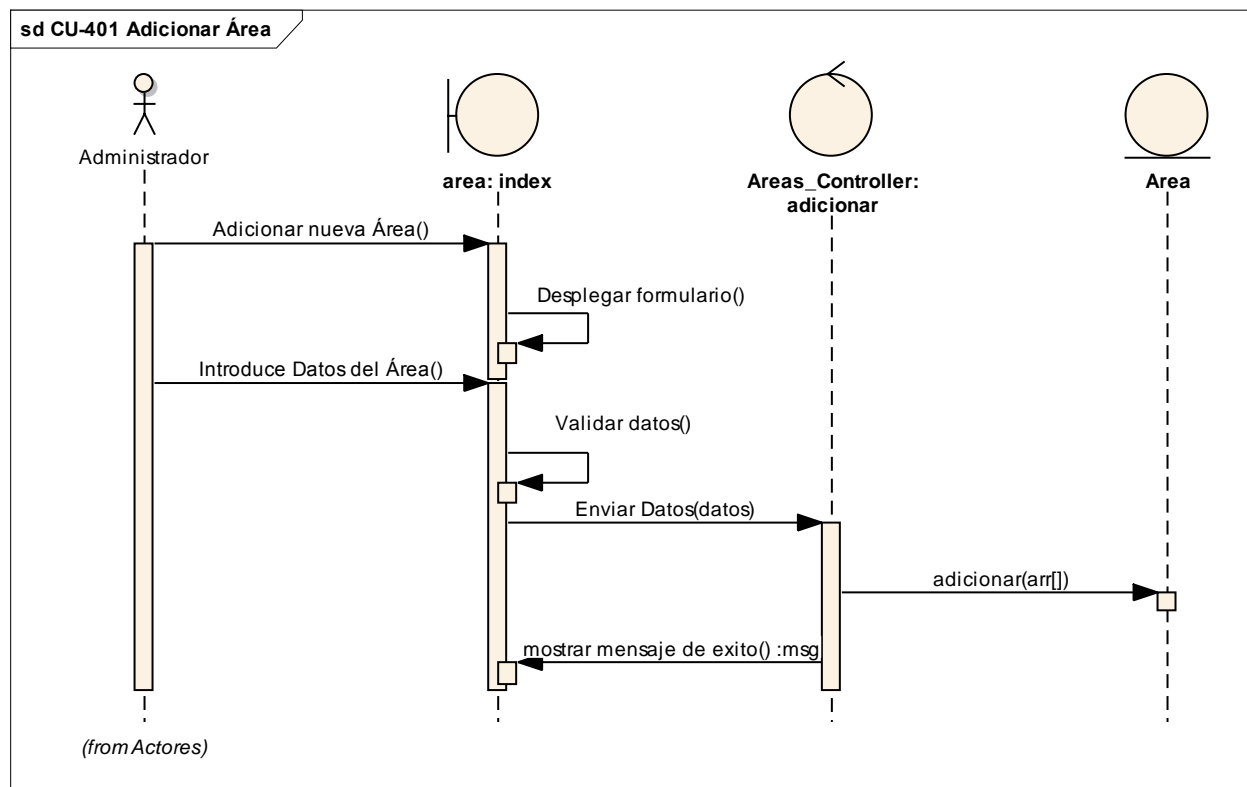 sd CU-401 Adicionar Área
Administrador
area: index
Areas_Controller:
adicionar
Area
Adicionar nueva Área()
Desplegar formulario()
Introduce Datos del Área()
Validar datos()
Enviar Datos(datos)
adicionar(arr[])
mostrar mensaje de exito() :msg
(from Actores)